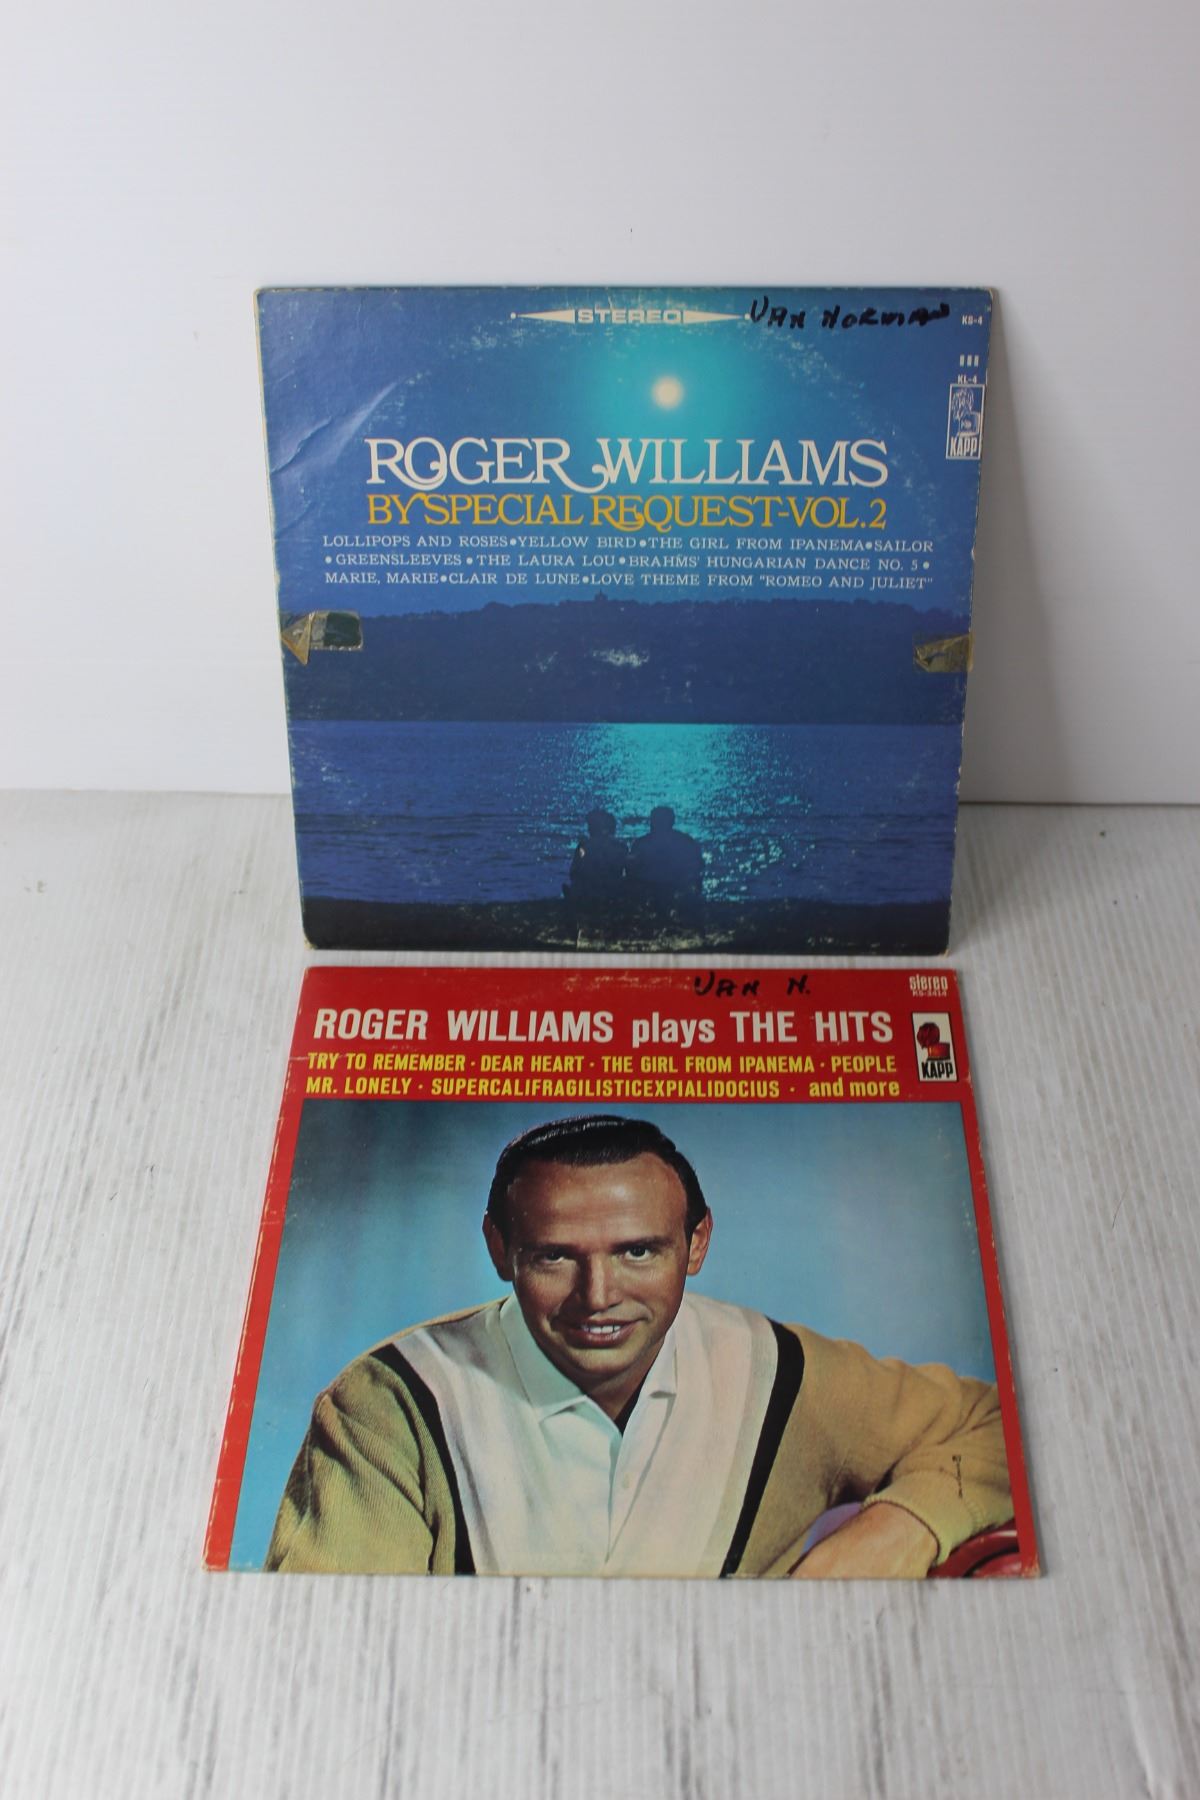 STEREO
VAN NORMAN
KS-4
KL-4
KAPP
ROGER WILLIAMS
BY SPECIAL REQUEST-VOL.2
LOLLIPOPS AND ROSES•YELLOW BIRD•THE GIRL FROM IPANEMA•SAILOR
•GREENSLEEVES•THE LAURA LOU•BRAHMS' HUNGARIAN DANCE NO. 5•
MARIE, MARIE•CLAIR DE LUNE•LOVE THEME FROM "ROMEO AND JULIET"
VAN N.
stereo
KS-3414
ROGER WILLIAMS plays THE HITS
TRY TO REMEMBER · DEAR HEART · THE GIRL FROM IPANEMA · PEOPLE
MR. LONELY · SUPERCALIFRAGILISTICEXPIALIDOCIUS · and more
KAPP